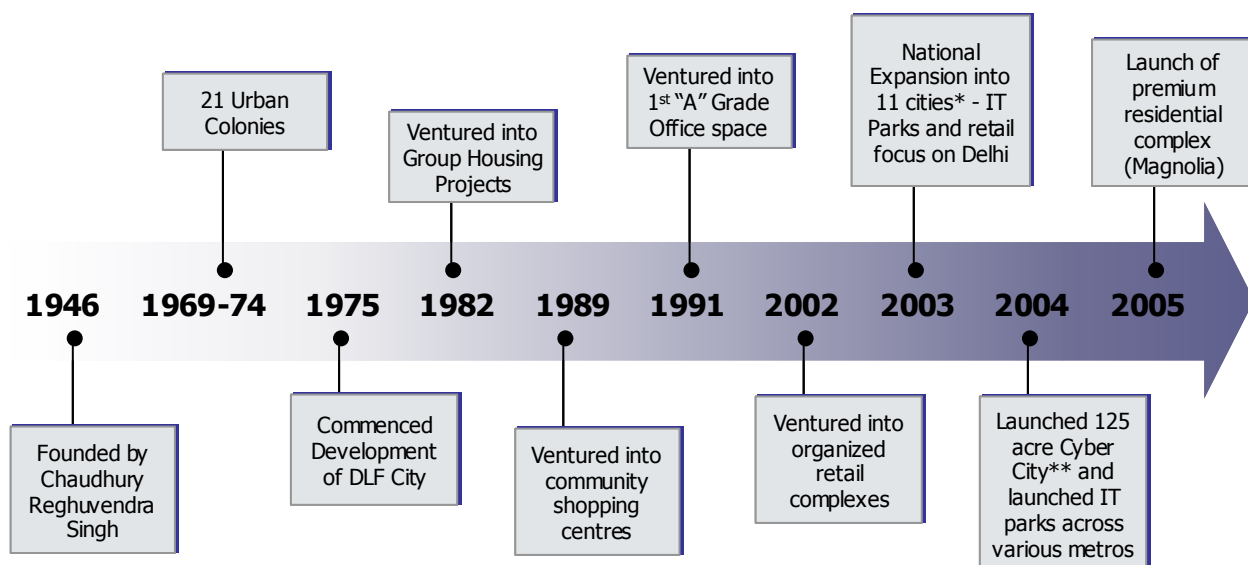 21 Urban
Colonies
Ventured into
Group Housing
Projects
Ventured into
1st “A” Grade
Office space
National
Expansion into
11 cities* - IT
Parks and retail
focus on Delhi
Launch of
premium
residential
complex
(Magnolia)
1946 1969-74 1975 1982 1989 1991 2002 2003 2004 2005
Founded by
Chaudhury
Reghuvendra
Singh
Commenced
Development
of DLF City
Ventured into
community
shopping
centres
Ventured into
organized
retail
complexes
Launched 125
acre Cyber
City** and
launched IT
parks across
various metros